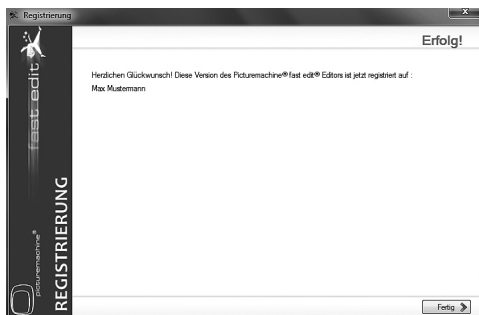 Registrierung
Erfolg!
Herzlichen Glückwunsch! Diese Version des Picturemachine® fast edit® Editors ist jetzt registriert auf :
Max Mustermann
fast edit
picturemachine®
REGISTRIERUNG
Fertig